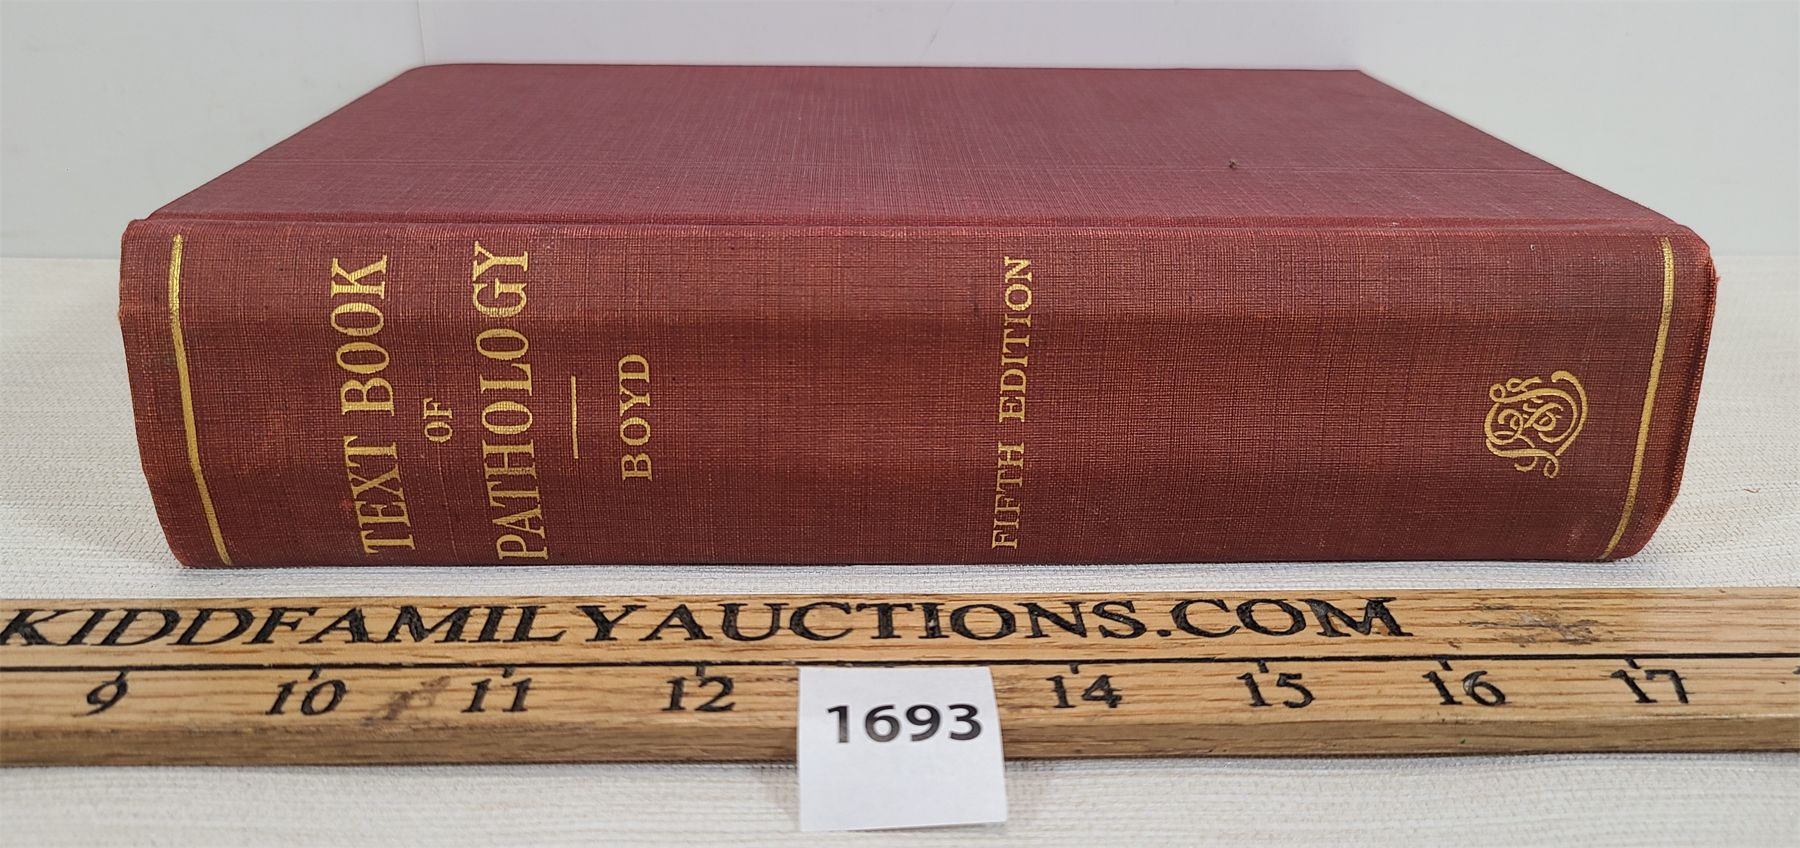 TEXT BOOK
OF
PATHOLOGY
BOYD
FIFTH EDITION
KIDDFAMILYAUCTIONS.COM
9 10 11 12 14 15 16 17
1693